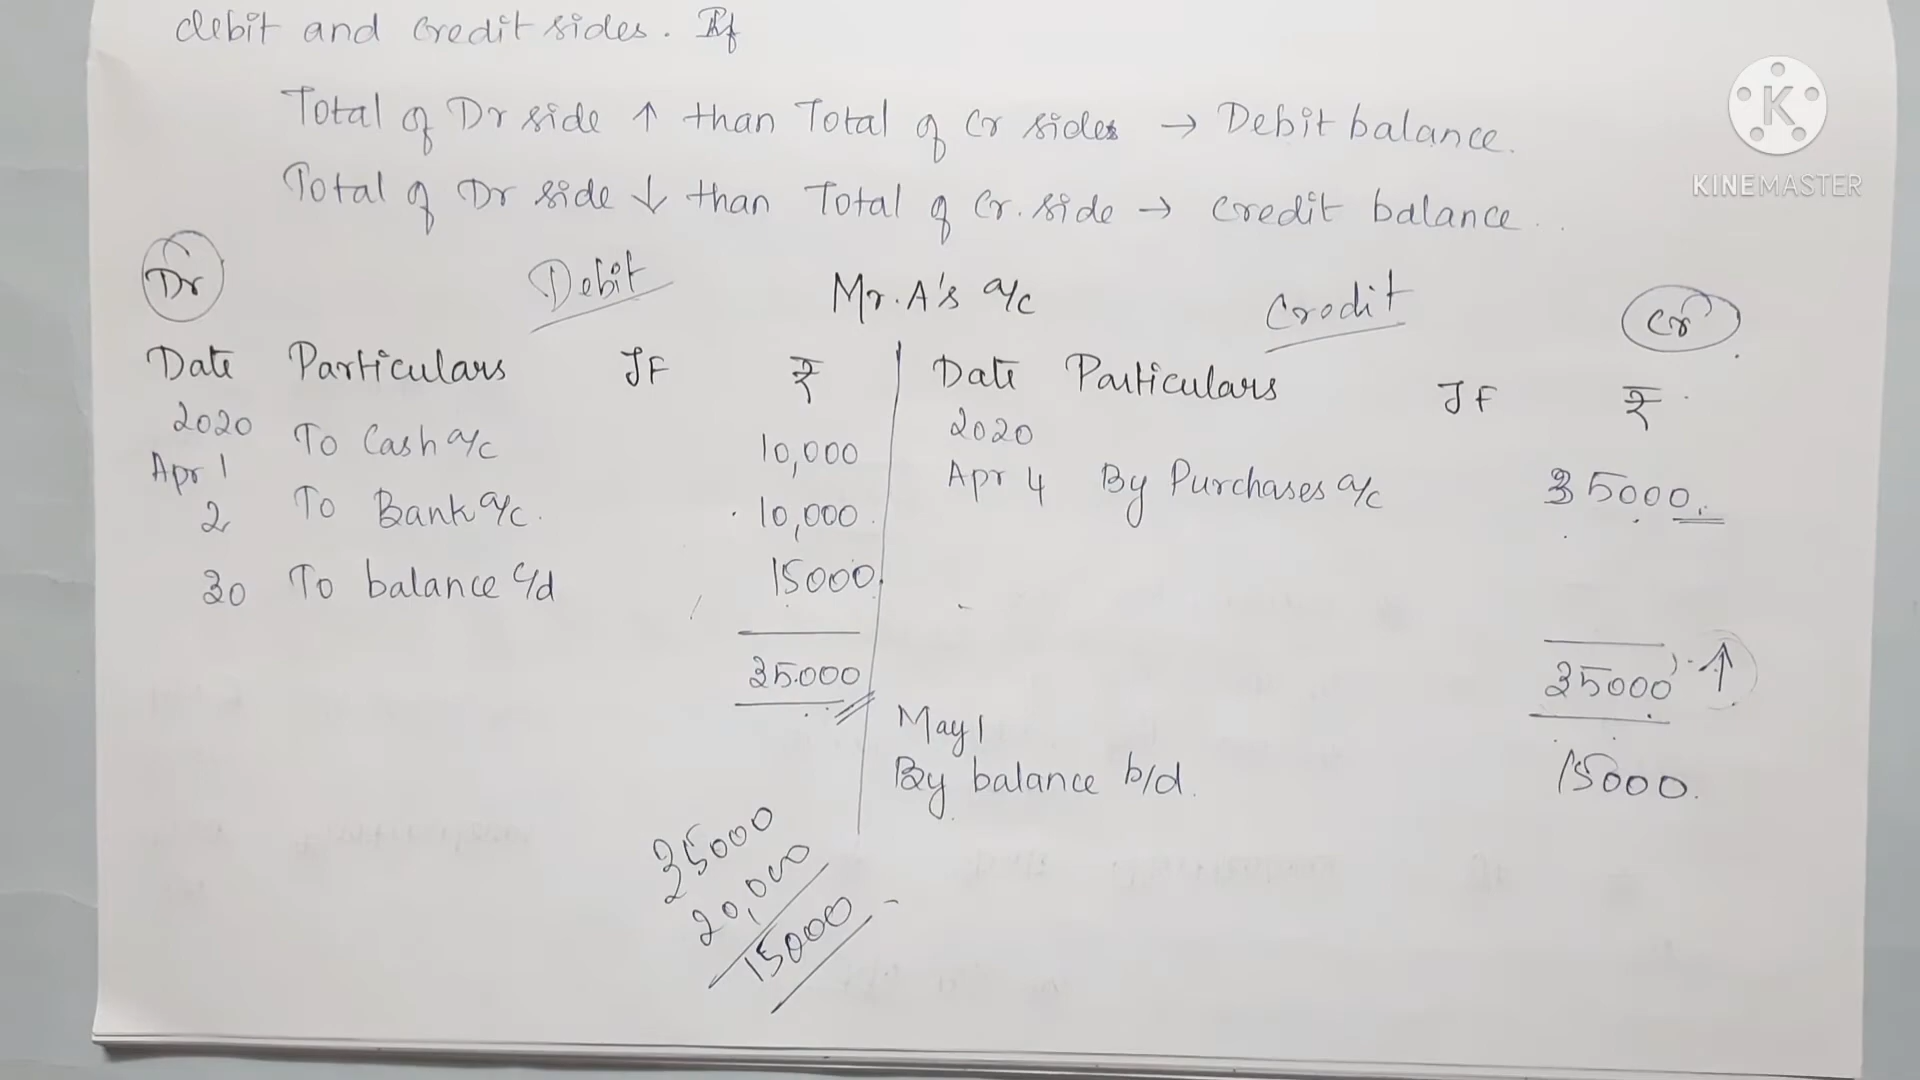 debit and credit sides. If
Total of Dr side ↑ than Total of Cr sides → Debit balance.
Total of Dr side ↓ than Total of Cr. side → credit balance
KINEMASTER
Dr Debit Mr. A's a/c Credit Cr
Date Particulars JF ₹ Date Particulars JF ₹
2020 To Cash a/c 10,000 2020
Apr 1 Apr 4 By Purchases a/c 35000
2 To Bank a/c. 10,000
30 To balance c/d 15000
35000 35000 ↑
May 1
By balance b/d. 15000.
35000
20,000
15000